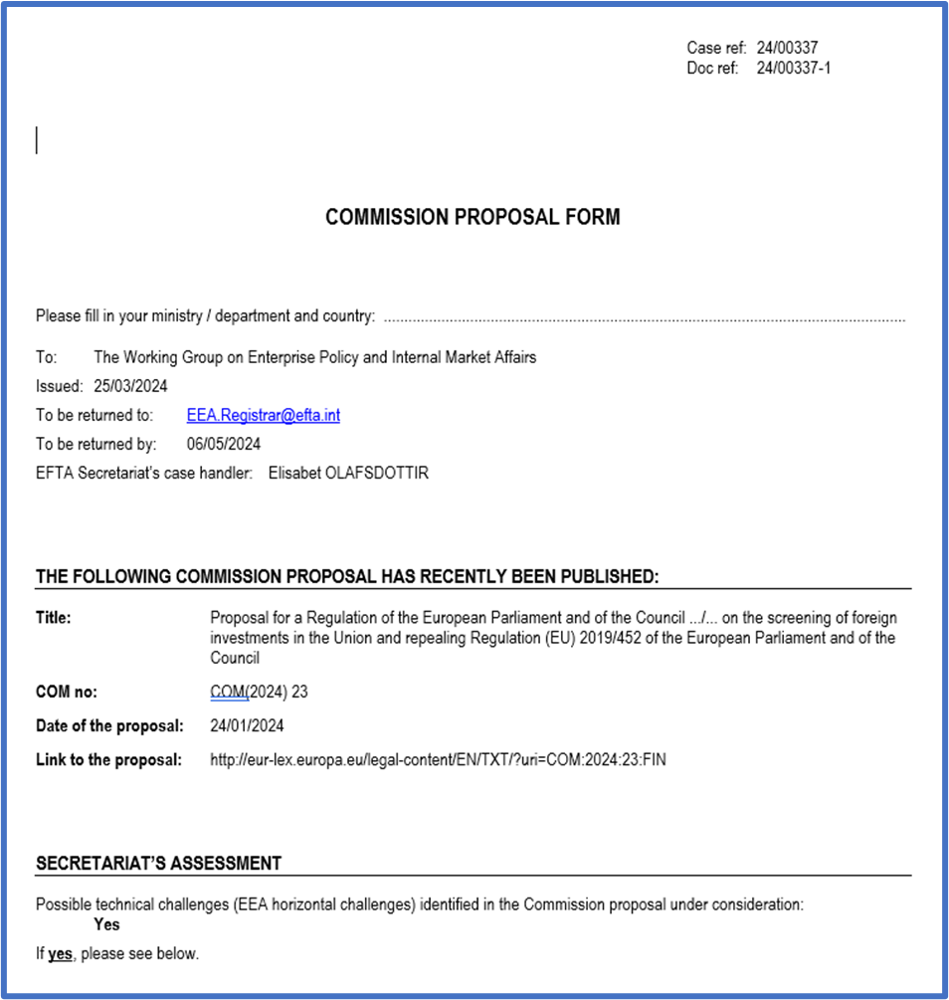 Case ref: 24/00337
Doc ref: 24/00337-1
COMMISSION PROPOSAL FORM
Please fill in your ministry / department and country: ................................................................................................................................
To: The Working Group on Enterprise Policy and Internal Market Affairs
Issued: 25/03/2024
To be returned to: EEA.Registrar@efta.int
To be returned by: 06/05/2024
EFTA Secretariat's case handler: Elisabet OLAFSDOTTIR
THE FOLLOWING COMMISSION PROPOSAL HAS RECENTLY BEEN PUBLISHED:
Title: Proposal for a Regulation of the European Parliament and of the Council .../... on the screening of foreign
investments in the Union and repealing Regulation (EU) 2019/452 of the European Parliament and of the
Council
COM no: COM(2024) 23
Date of the proposal: 24/01/2024
Link to the proposal: http://eur-lex.europa.eu/legal-content/EN/TXT/?uri=COM:2024:23:FIN
SECRETARIAT'S ASSESSMENT
Possible technical challenges (EEA horizontal challenges) identified in the Commission proposal under consideration:
Yes
If yes, please see below.